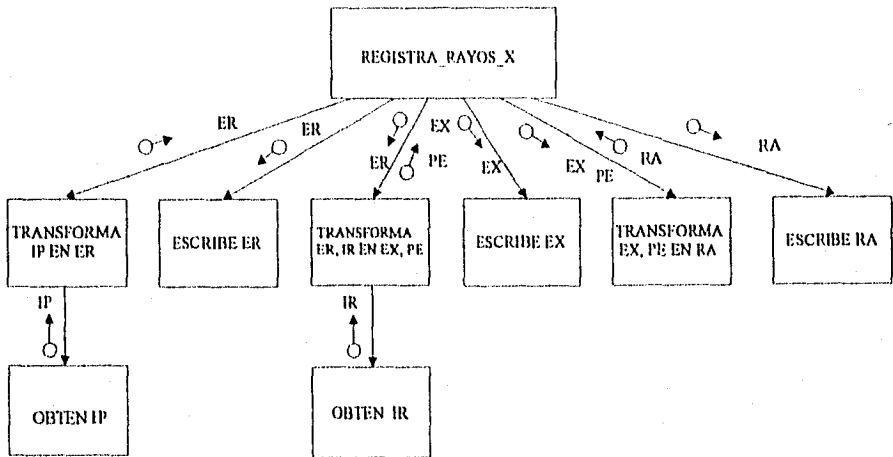 REGISTRA_RAYOS_X
ER
ER
ER
EX
PE
EX
EX
PE
RA
RA
TRANSFORMA
IP EN ER
ESCRIBE ER
TRANSFORMA
ER, IR EN EX, PE
ESCRIBE EX
TRANSFORMA
EX, PE EN RA
ESCRIBE RA
IP
IR
OBTEN IP
OBTEN IR